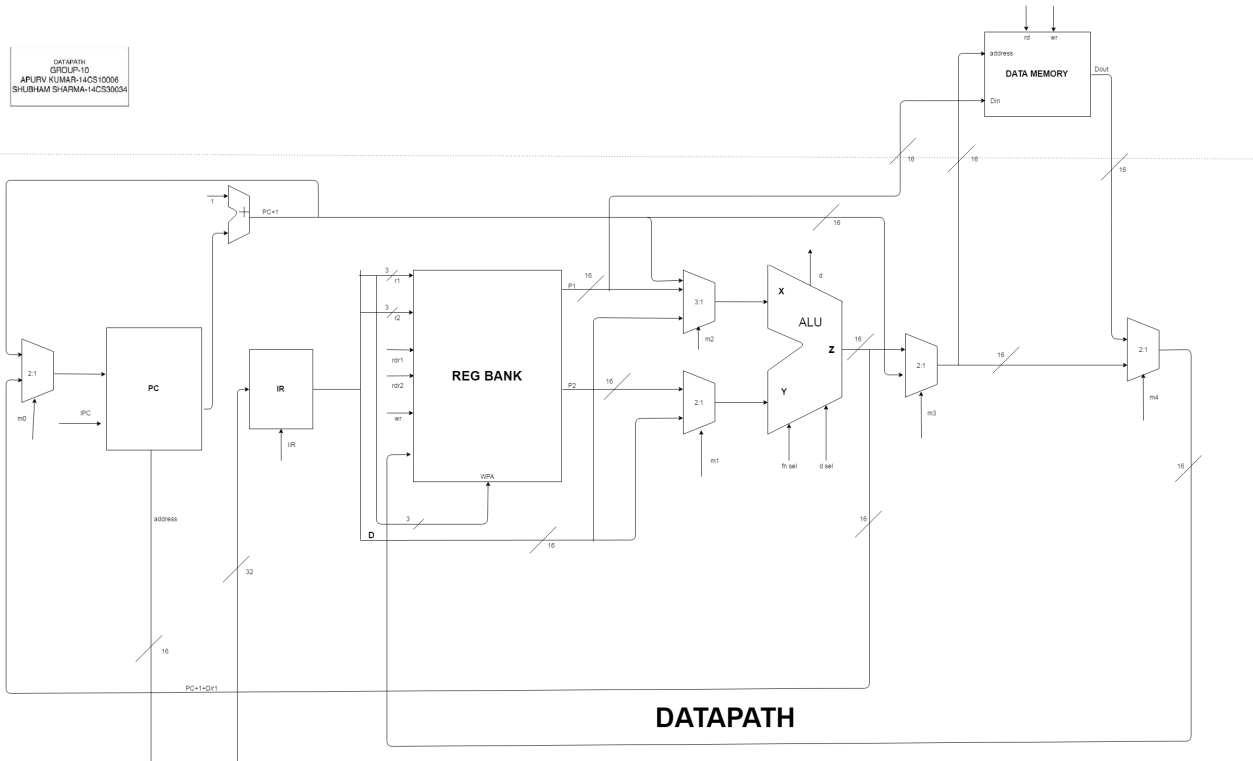 DATAPATH
GROUP-10
APURV KUMAR-14CS10006
SHUBHAM SHARMA-14CS30034
rd
wr
address
DATA MEMORY
Dout
Din
16
16
16
1
+
PC+1
16
d
3
r1
3
r2
rdr1
rdr2
wr
REG BANK
WPA
P1
16
P2
16
3:1
m2
2:1
m1
X
ALU
Z
Y
fn sel
d sel
16
2:1
m3
16
2:1
m4
16
2:1
m0
lPC
PC
IR
lIR
address
3
D
16
16
32
16
PC+1+D/r1
DATAPATH